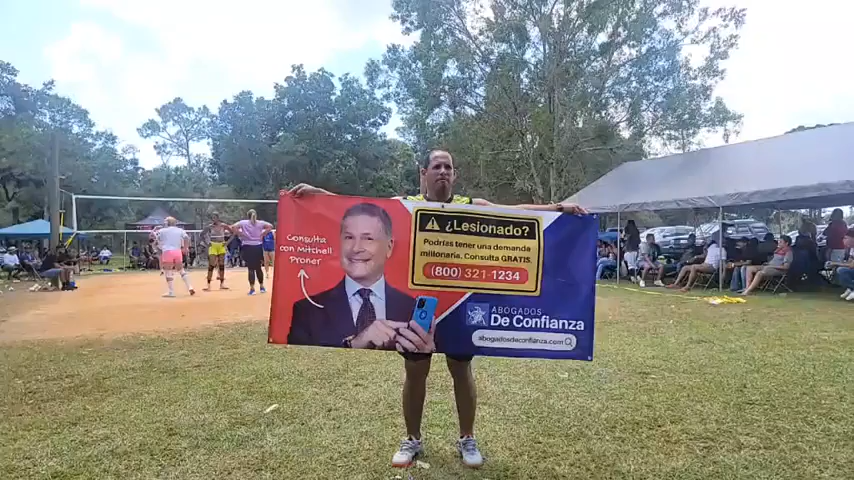 Consulta
con Mitchell
Proner
¿Lesionado?
Podrías tener una demanda
millonaria. Consulta GRATIS.
(800) 321-1234
ABOGADOS
De Confianza
abogadosdeconfianza.com